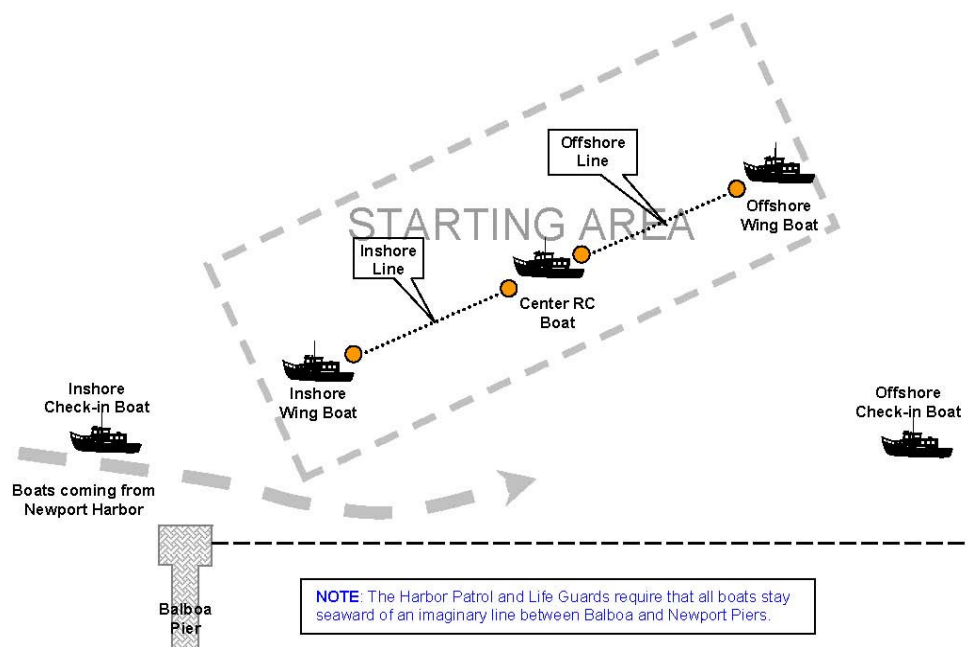 Offshore
Line
Offshore
Wing Boat
STARTING AREA
Inshore
Line
Center RC
Boat
Inshore
Wing Boat
Inshore
Check-in Boat
Offshore
Check-in Boat
Boats coming from
Newport Harbor
Balboa
Pier
NOTE: The Harbor Patrol and Life Guards require that all boats stay
seaward of an imaginary line between Balboa and Newport Piers.